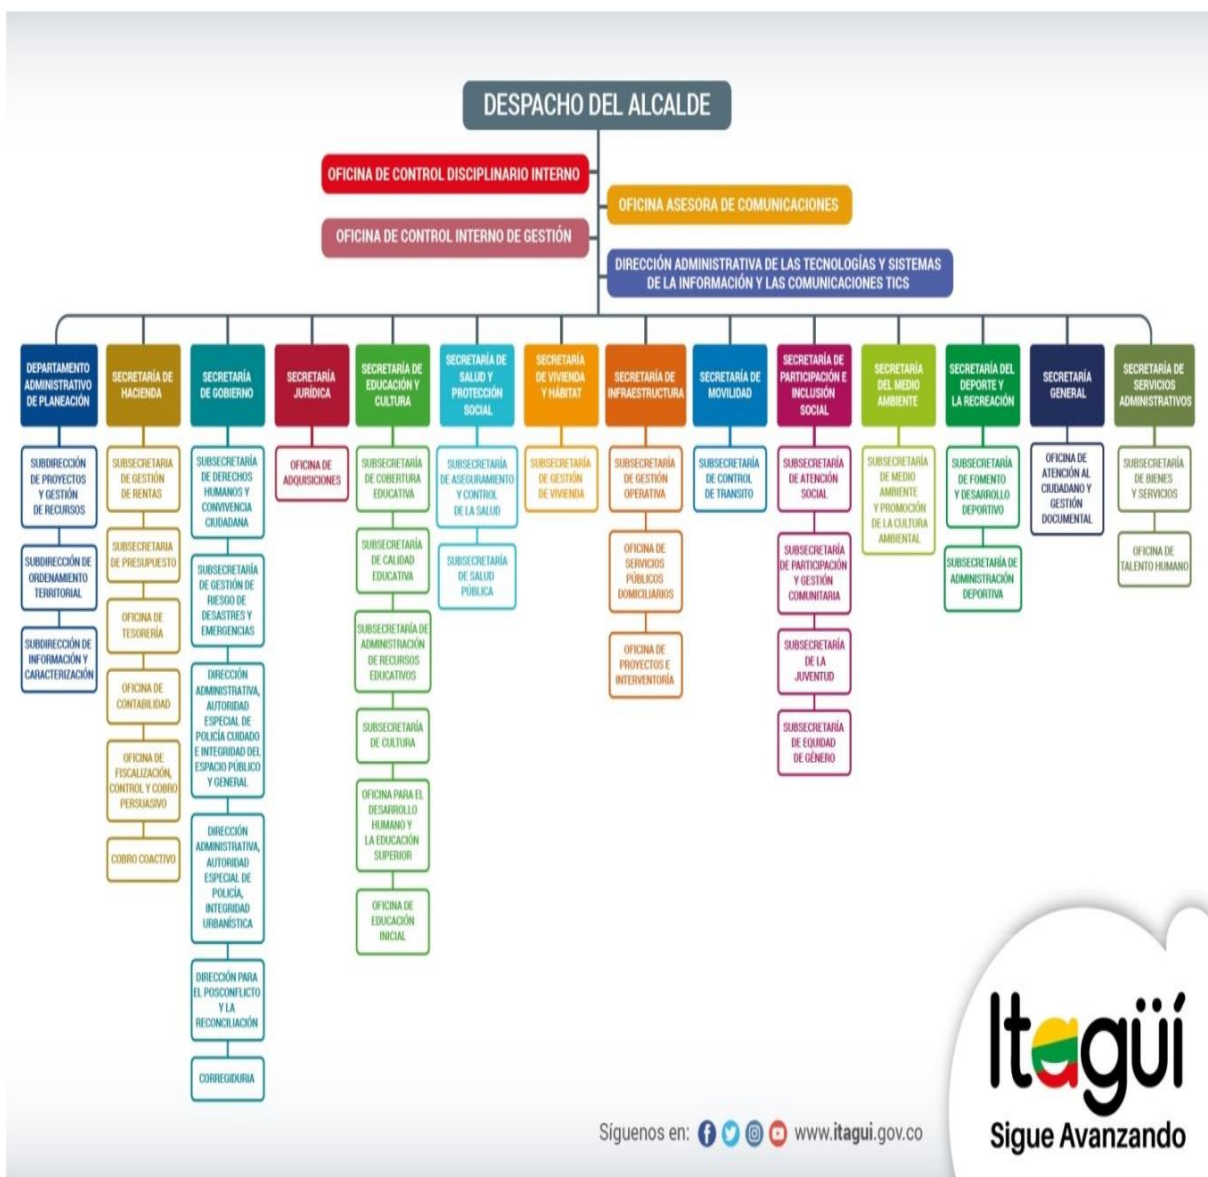 DESPACHO DEL ALCALDE
OFICINA DE CONTROL DISCIPLINARIO INTERNO
OFICINA ASESORA DE COMUNICACIONES
OFICINA DE CONTROL INTERNO DE GESTIÓN
DIRECCIÓN ADMINISTRATIVA DE LAS TECNOLOGÍAS Y SISTEMAS
DE LA INFORMACIÓN Y LAS COMUNICACIONES TICS
DEPARTAMENTO
ADMINISTRATIVO
DE PLANEACIÓN
SUBDIRECCIÓN
DE PROYECTOS
Y GESTIÓN
DE RECURSOS
SUBDIRECCIÓN DE
ORDENAMIENTO
TERRITORIAL
SUBDIRECCIÓN DE
INFORMACIÓN Y
CARACTERIZACIÓN
SECRETARÍA DE
HACIENDA
SUBSECRETARIA
DE GESTIÓN
DE RENTAS
SUBSECRETARIA
DE PRESUPUESTO
OFICINA DE
TESORERÍA
OFICINA DE
CONTABILIDAD
OFICINA DE
FISCALIZACIÓN,
CONTROL Y COBRO
PERSUASIVO
COBRO COACTIVO
SECRETARÍA
DE GOBIERNO
SUBSECRETARÍA
DE DERECHOS
HUMANOS Y
CONVIVENCIA
CIUDADANA
SUBSECRETARÍA
DE GESTIÓN DE
RIESGO DE
DESASTRES Y
EMERGENCIAS
DIRECCIÓN
ADMINISTRATIVA,
AUTORIDAD
ESPECIAL DE
POLICÍA CUIDADO
E INTEGRIDAD DEL
ESPACIO PÚBLICO
Y GENERAL
DIRECCIÓN
ADMINISTRATIVA,
AUTORIDAD
ESPECIAL DE
POLICÍA,
INTEGRIDAD
URBANÍSTICA
DIRECCIÓN PARA
EL POSCONFLICTO
Y LA
RECONCILIACIÓN
CORREGIDURIA
SECRETARÍA
JURÍDICA
OFICINA DE
ADQUISICIONES
SECRETARÍA DE
EDUCACIÓN Y
CULTURA
SUBSECRETARÍA
DE COBERTURA
EDUCATIVA
SUBSECRETARÍA
DE CALIDAD
EDUCATIVA
SUBSECRETARÍA DE
ADMINISTRACIÓN
DE RECURSOS
EDUCATIVOS
SUBSECRETARÍA
DE CULTURA
OFICINA PARA EL
DESARROLLO
HUMANO Y
LA EDUCACIÓN
SUPERIOR
OFICINA DE
EDUCACIÓN
INICIAL
SECRETARÍA DE
SALUD Y
PROTECCIÓN
SOCIAL
SUBSECRETARÍA
DE ASEGURAMIENTO
Y CONTROL
DE LA SALUD
SUBSECRETARÍA
DE SALUD
PÚBLICA
SECRETARÍA
DE VIVIENDA
Y HÁBITAT
SUBSECRETARÍA
DE GESTIÓN
DE VIVIENDA
SECRETARÍA DE
INFRAESTRUCTURA
SUBSECRETARÍA
DE GESTIÓN
OPERATIVA
OFICINA DE
SERVICIOS
PÚBLICOS
DOMICILIARIOS
OFICINA DE
PROYECTOS E
INTERVENTORÍA
SECRETARÍA DE
MOVILIDAD
SUBSECRETARÍA
DE CONTROL
DE TRANSITO
SECRETARÍA DE
PARTICIPACIÓN E
INCLUSIÓN
SOCIAL
SUBSECRETARÍA
DE ATENCIÓN
SOCIAL
SUBSECRETARÍA
DE PARTICIPACIÓN
Y GESTIÓN
COMUNITARIA
SUBSECRETARÍA
DE LA
JUVENTUD
SUBSECRETARÍA
DE EQUIDAD
DE GÉNERO
SECRETARÍA
DEL MEDIO
AMBIENTE
SUBSECRETARÍA
DE MEDIO
AMBIENTE
Y PROMOCIÓN
DE LA CULTURA
AMBIENTAL
SECRETARÍA DEL
DEPORTE Y
LA RECREACIÓN
SUBSECRETARÍA
DE FOMENTO
Y DESARROLLO
DEPORTIVO
SUBSECRETARÍA DE
ADMINISTRACIÓN
DEPORTIVA
SECRETARÍA
GENERAL
OFICINA DE
ATENCIÓN AL
CIUDADANO Y
GESTIÓN
DOCUMENTAL
SECRETARÍA DE
SERVICIOS
ADMINISTRATIVOS
SUBSECRETARÍA
DE BIENES
Y SERVICIOS
OFICINA DE
TALENTO HUMANO
Síguenos en: www.itagui.gov.co
Itagüí
Sigue Avanzando